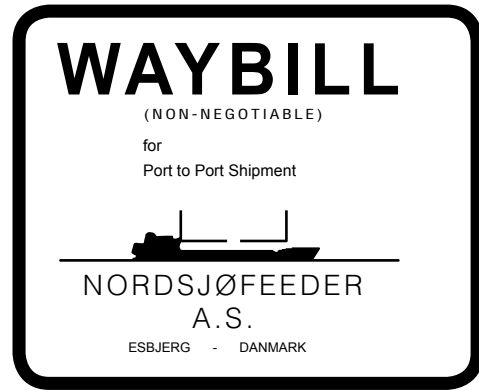 WAYBILL
(NON-NEGOTIABLE)
for
Port to Port Shipment
NORDSJØFEEDER
A.S.
ESBJERG - DANMARK